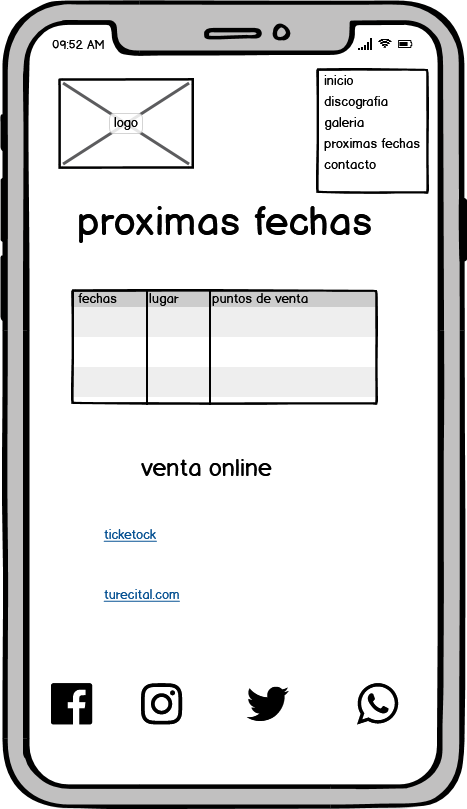 09:52 AM
logo
inicio
discografia
galeria
proximas fechas
contacto
proximas fechas
fechas lugar puntos de venta
venta online
ticketock
turecital.com